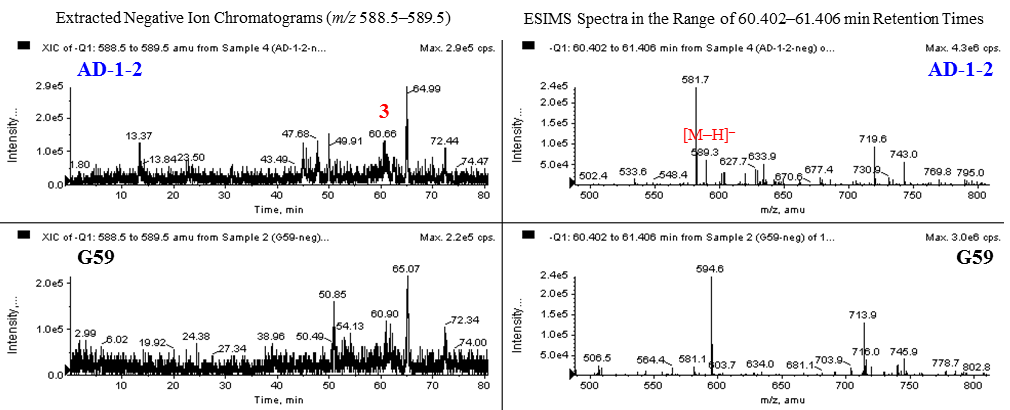 Extracted Negative Ion Chromatograms (m/z 588.5–589.5)
ESIMS Spectra in the Range of 60.402–61.406 min Retention Times
XIC of -Q1: 588.5 to 589.5 amu from Sample 4 (AD-1-2-n...
Max. 2.9e5 cps.
AD-1-2
2.9e5
2.0e5
1.0e5
0.0
Intensity...
1.80
13.37
13.84
23.50
43.49
47.68
49.91
3
60.66
64.99
72.44
74.47
10 20 30 40 50 60 70 80
Time, min
-Q1: 60.402 to 61.406 min from Sample 4 (AD-1-2-neg) o...
Max. 4.3e6 cps.
AD-1-2
2.4e5
2.0e5
1.5e5
1.0e5
5.0e4
Intensity...
502.4
533.6
548.4
581.7
[M–H]–
589.3
627.7
633.9
670.6
677.4
719.6
730.9
743.0
769.8
795.0
500 550 600 650 700 750 800
m/z, amu
XIC of -Q1: 588.5 to 589.5 amu from Sample 2 (G59-neg)...
Max. 2.2e5 cps.
G59
2.0e5
1.0e5
0.0
Intensity,...
2.99
6.02
19.92
24.38
27.34
38.96
50.49
50.85
54.13
60.90
65.07
72.34
74.00
10 20 30 40 50 60 70 80
Time, min
-Q1: 60.402 to 61.406 min from Sample 2 (G59-neg) of 1...
Max. 3.0e6 cps.
G59
2.4e5
2.0e5
1.5e5
1.0e5
5.0e4
Intensity...
506.5
564.4
581.1
594.6
603.7
634.0
681.1
703.9
713.9
716.0
745.9
778.7
802.8
500 550 600 650 700 750 800
m/z, amu